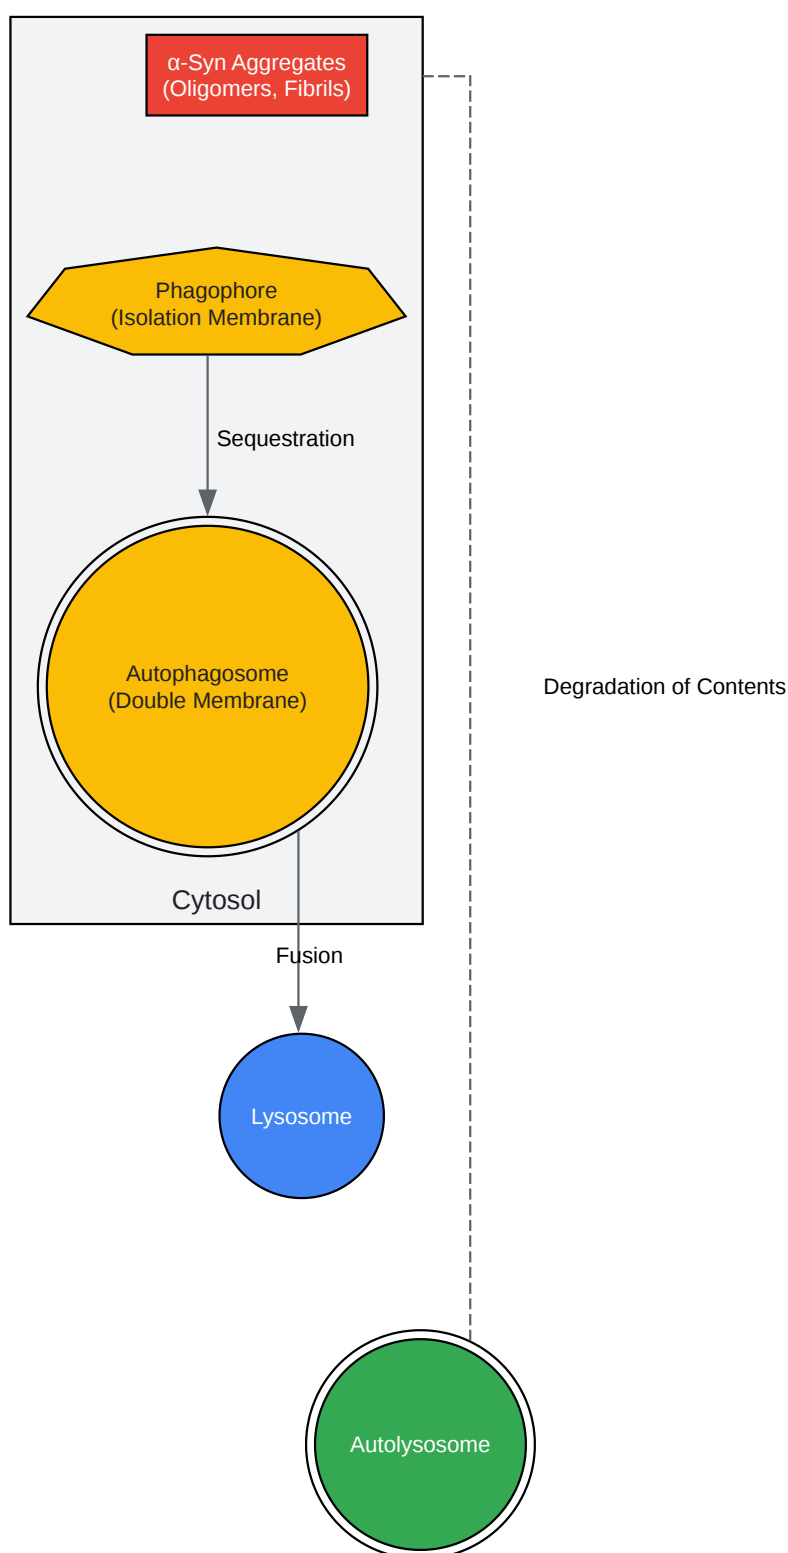 α-Syn Aggregates
(Oligomers, Fibrils)
Phagophore
(Isolation Membrane)
Sequestration
Autophagosome
(Double Membrane)
Degradation of Contents
Cytosol
Fusion
Lysosome
Autolysosome